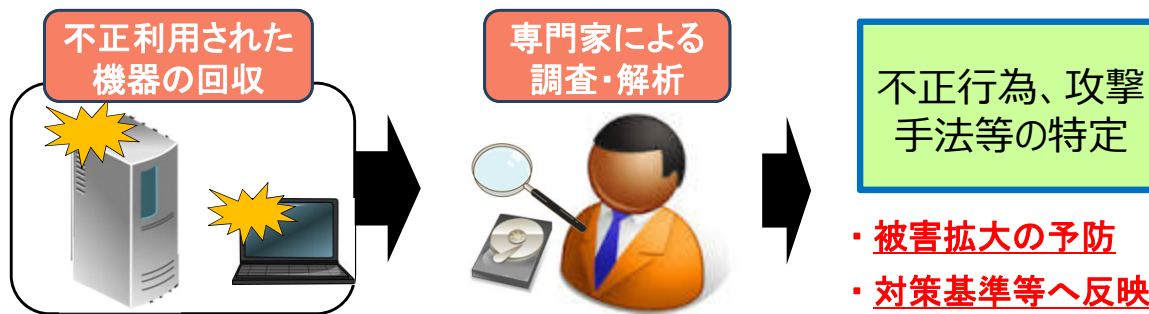 不正利用された
機器の回収
専門家による
調査・解析
不正行為、攻撃
手法等の特定
・被害拡大の予防
・対策基準等へ反映